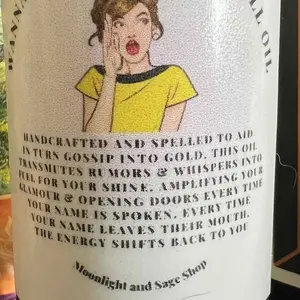 LL OIL
HANDCRAFTED AND SPELLED TO AID
IN TURN GOSSIP INTO GOLD. THIS OIL
TRANSMUTES RUMORS & WHISPERS INTO
FUEL FOR YOUR SHINE. AMPLIFYING YOUR
GLAMOUR & OPENING DOORS EVERY TIME
YOUR NAME IS SPOKEN. EVERY TIME
YOUR NAME LEAVES THEIR MOUTH,
THE ENERGY SHIFTS BACK TO YOU
Moonlight and Sage Shop